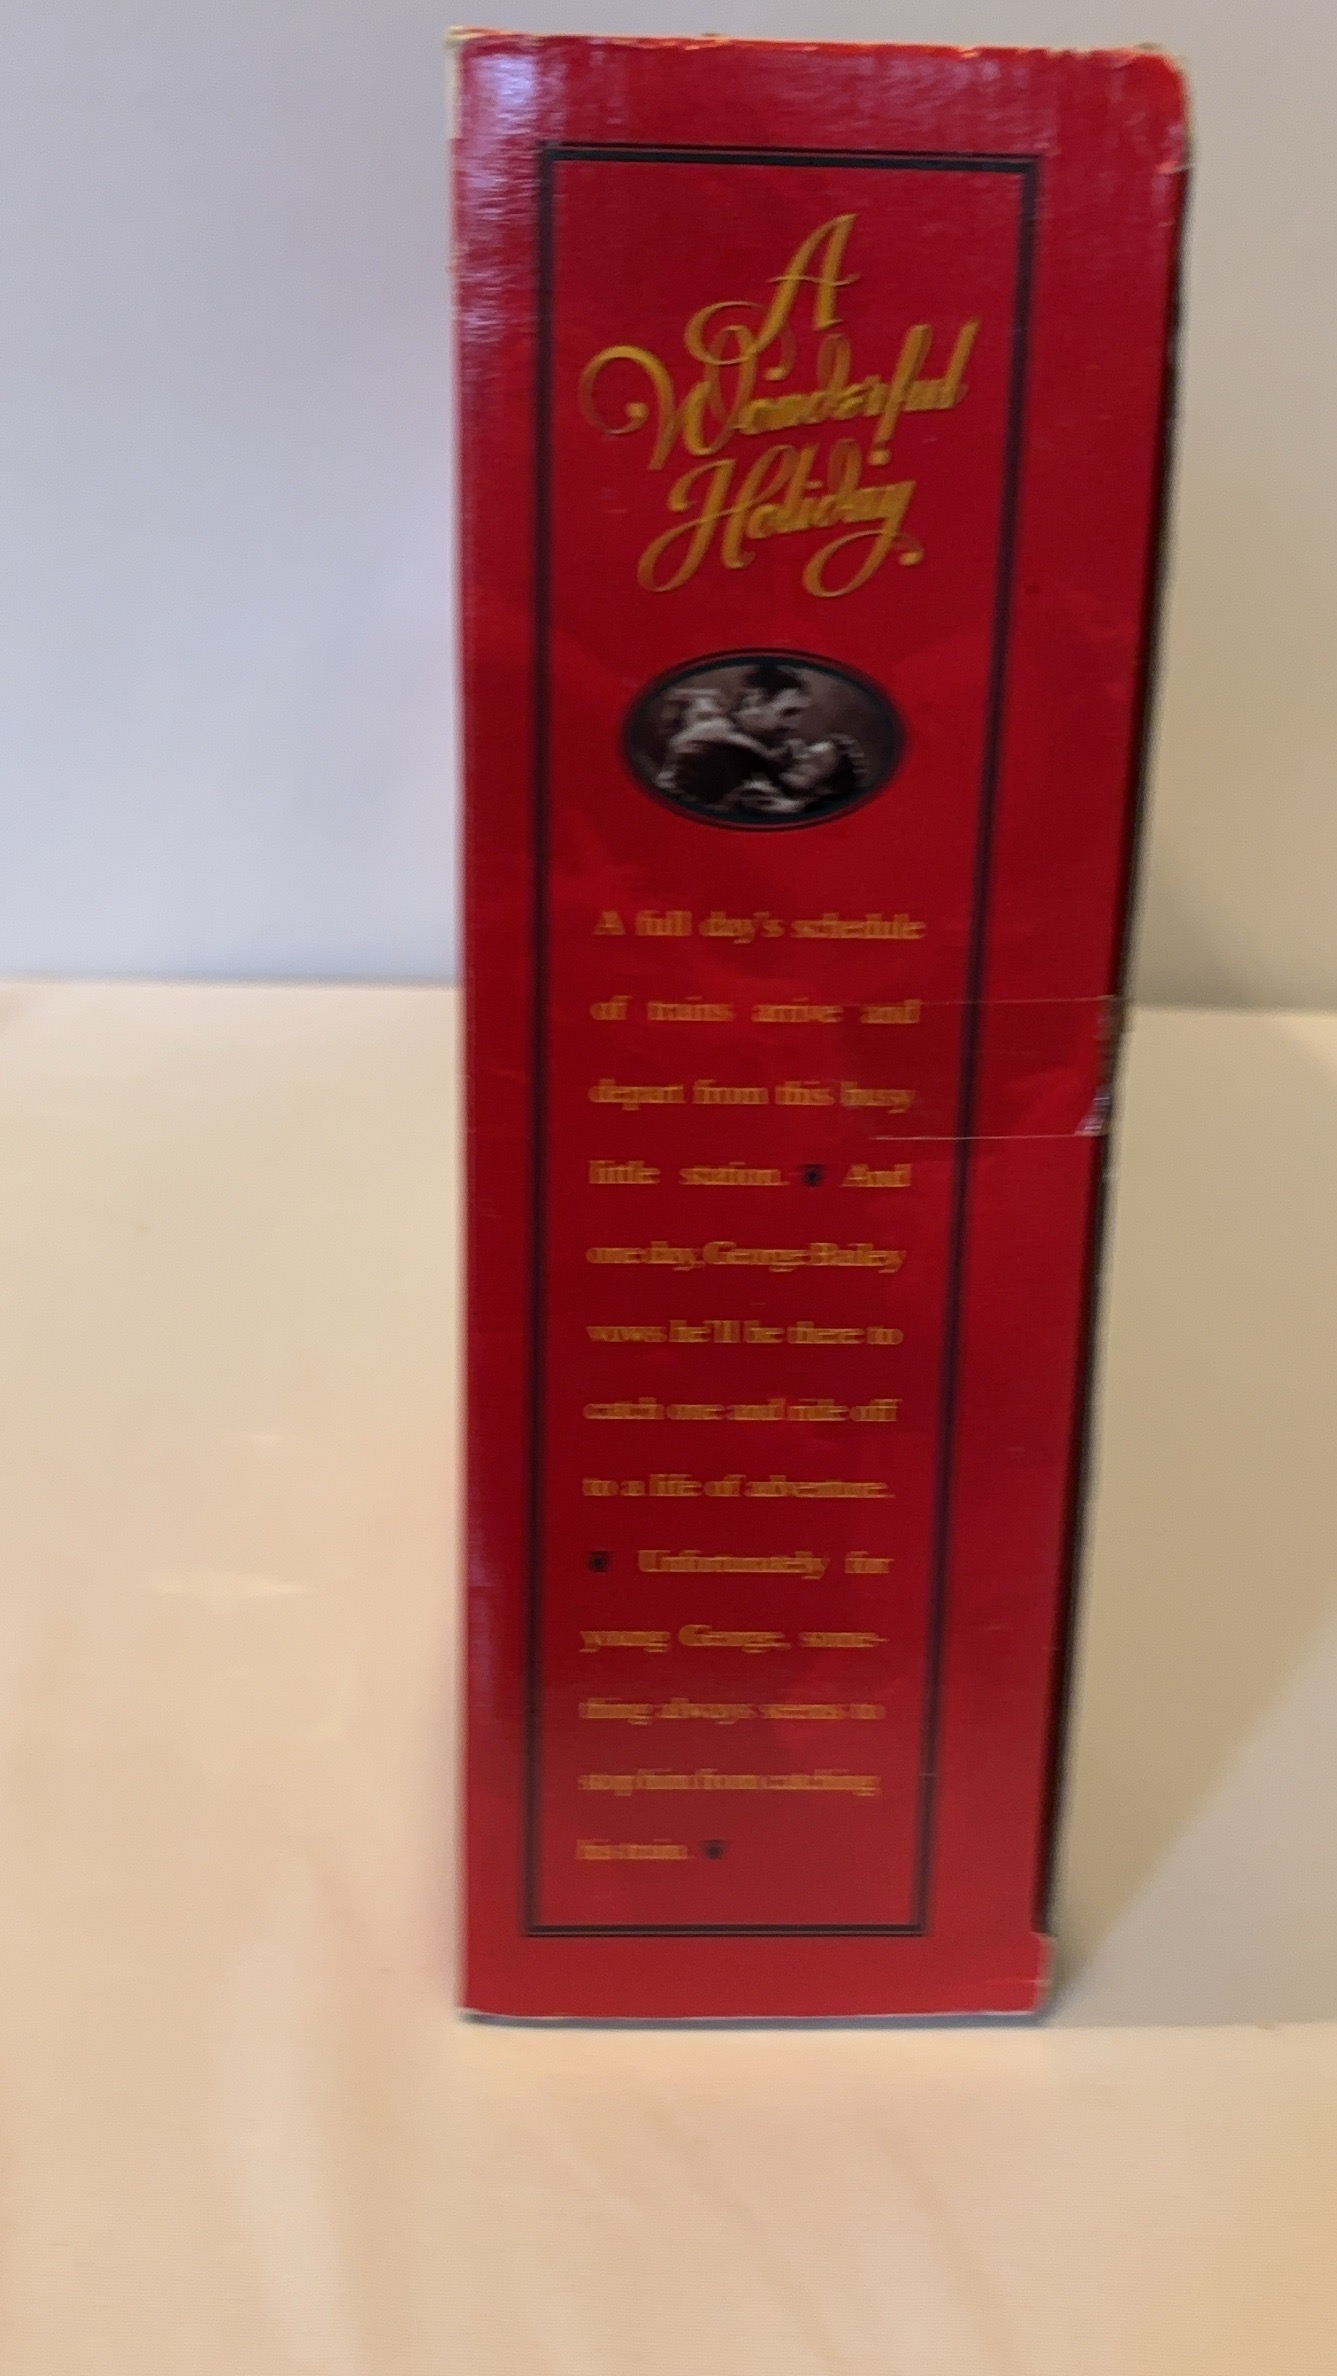 A
Wonderful
Holiday
A full day's schedule
of trains arrive and
depart from this busy
little station. And
one day, George Bailey
vows he'll be there to
catch one and ride off
to a life of adventure.
Unfortunately for
young George, some-
thing always seems to
stop him from catching
his train.